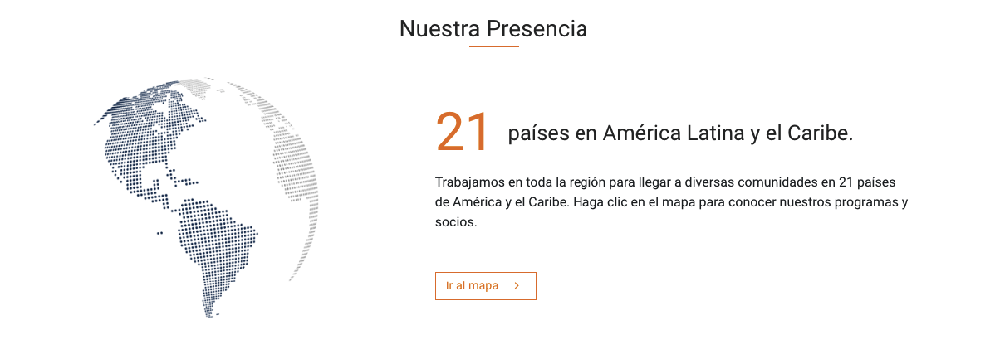 Nuestra Presencia
21 países en América Latina y el Caribe.
Trabajamos en toda la región para llegar a diversas comunidades en 21 países
de América y el Caribe. Haga clic en el mapa para conocer nuestros programas y
socios.
Ir al mapa